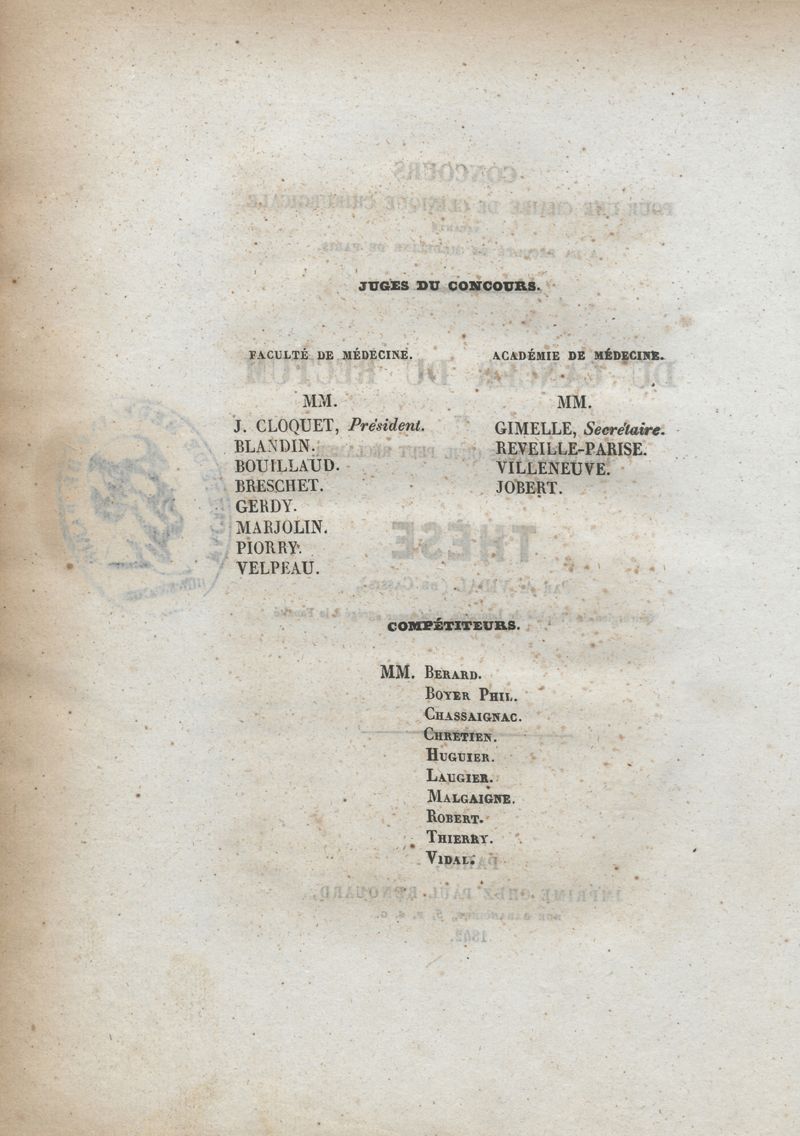 JUGES DU CONCOURS.
FACULTÉ DE MÉDECINE.
MM.
J. CLOQUET, Président.
BLANDIN.
BOUILLAUD.
BRESCHET.
GERDY.
MARJOLIN.
PIORRY.
VELPEAU.
ACADÉMIE DE MÉDECINE.
MM.
GIMELLE, Secrétaire.
REVEILLE-PARISE.
VILLENEUVE.
JOBERT.
COMPÉTITEURS.
MM. BERARD.
BOYER PHIL.
CHASSAIGNAC.
CHRETIEN.
HUGUIER.
LAUGIER.
MALGAIGNE.
ROBERT.
THIERRY.
VIDAL.